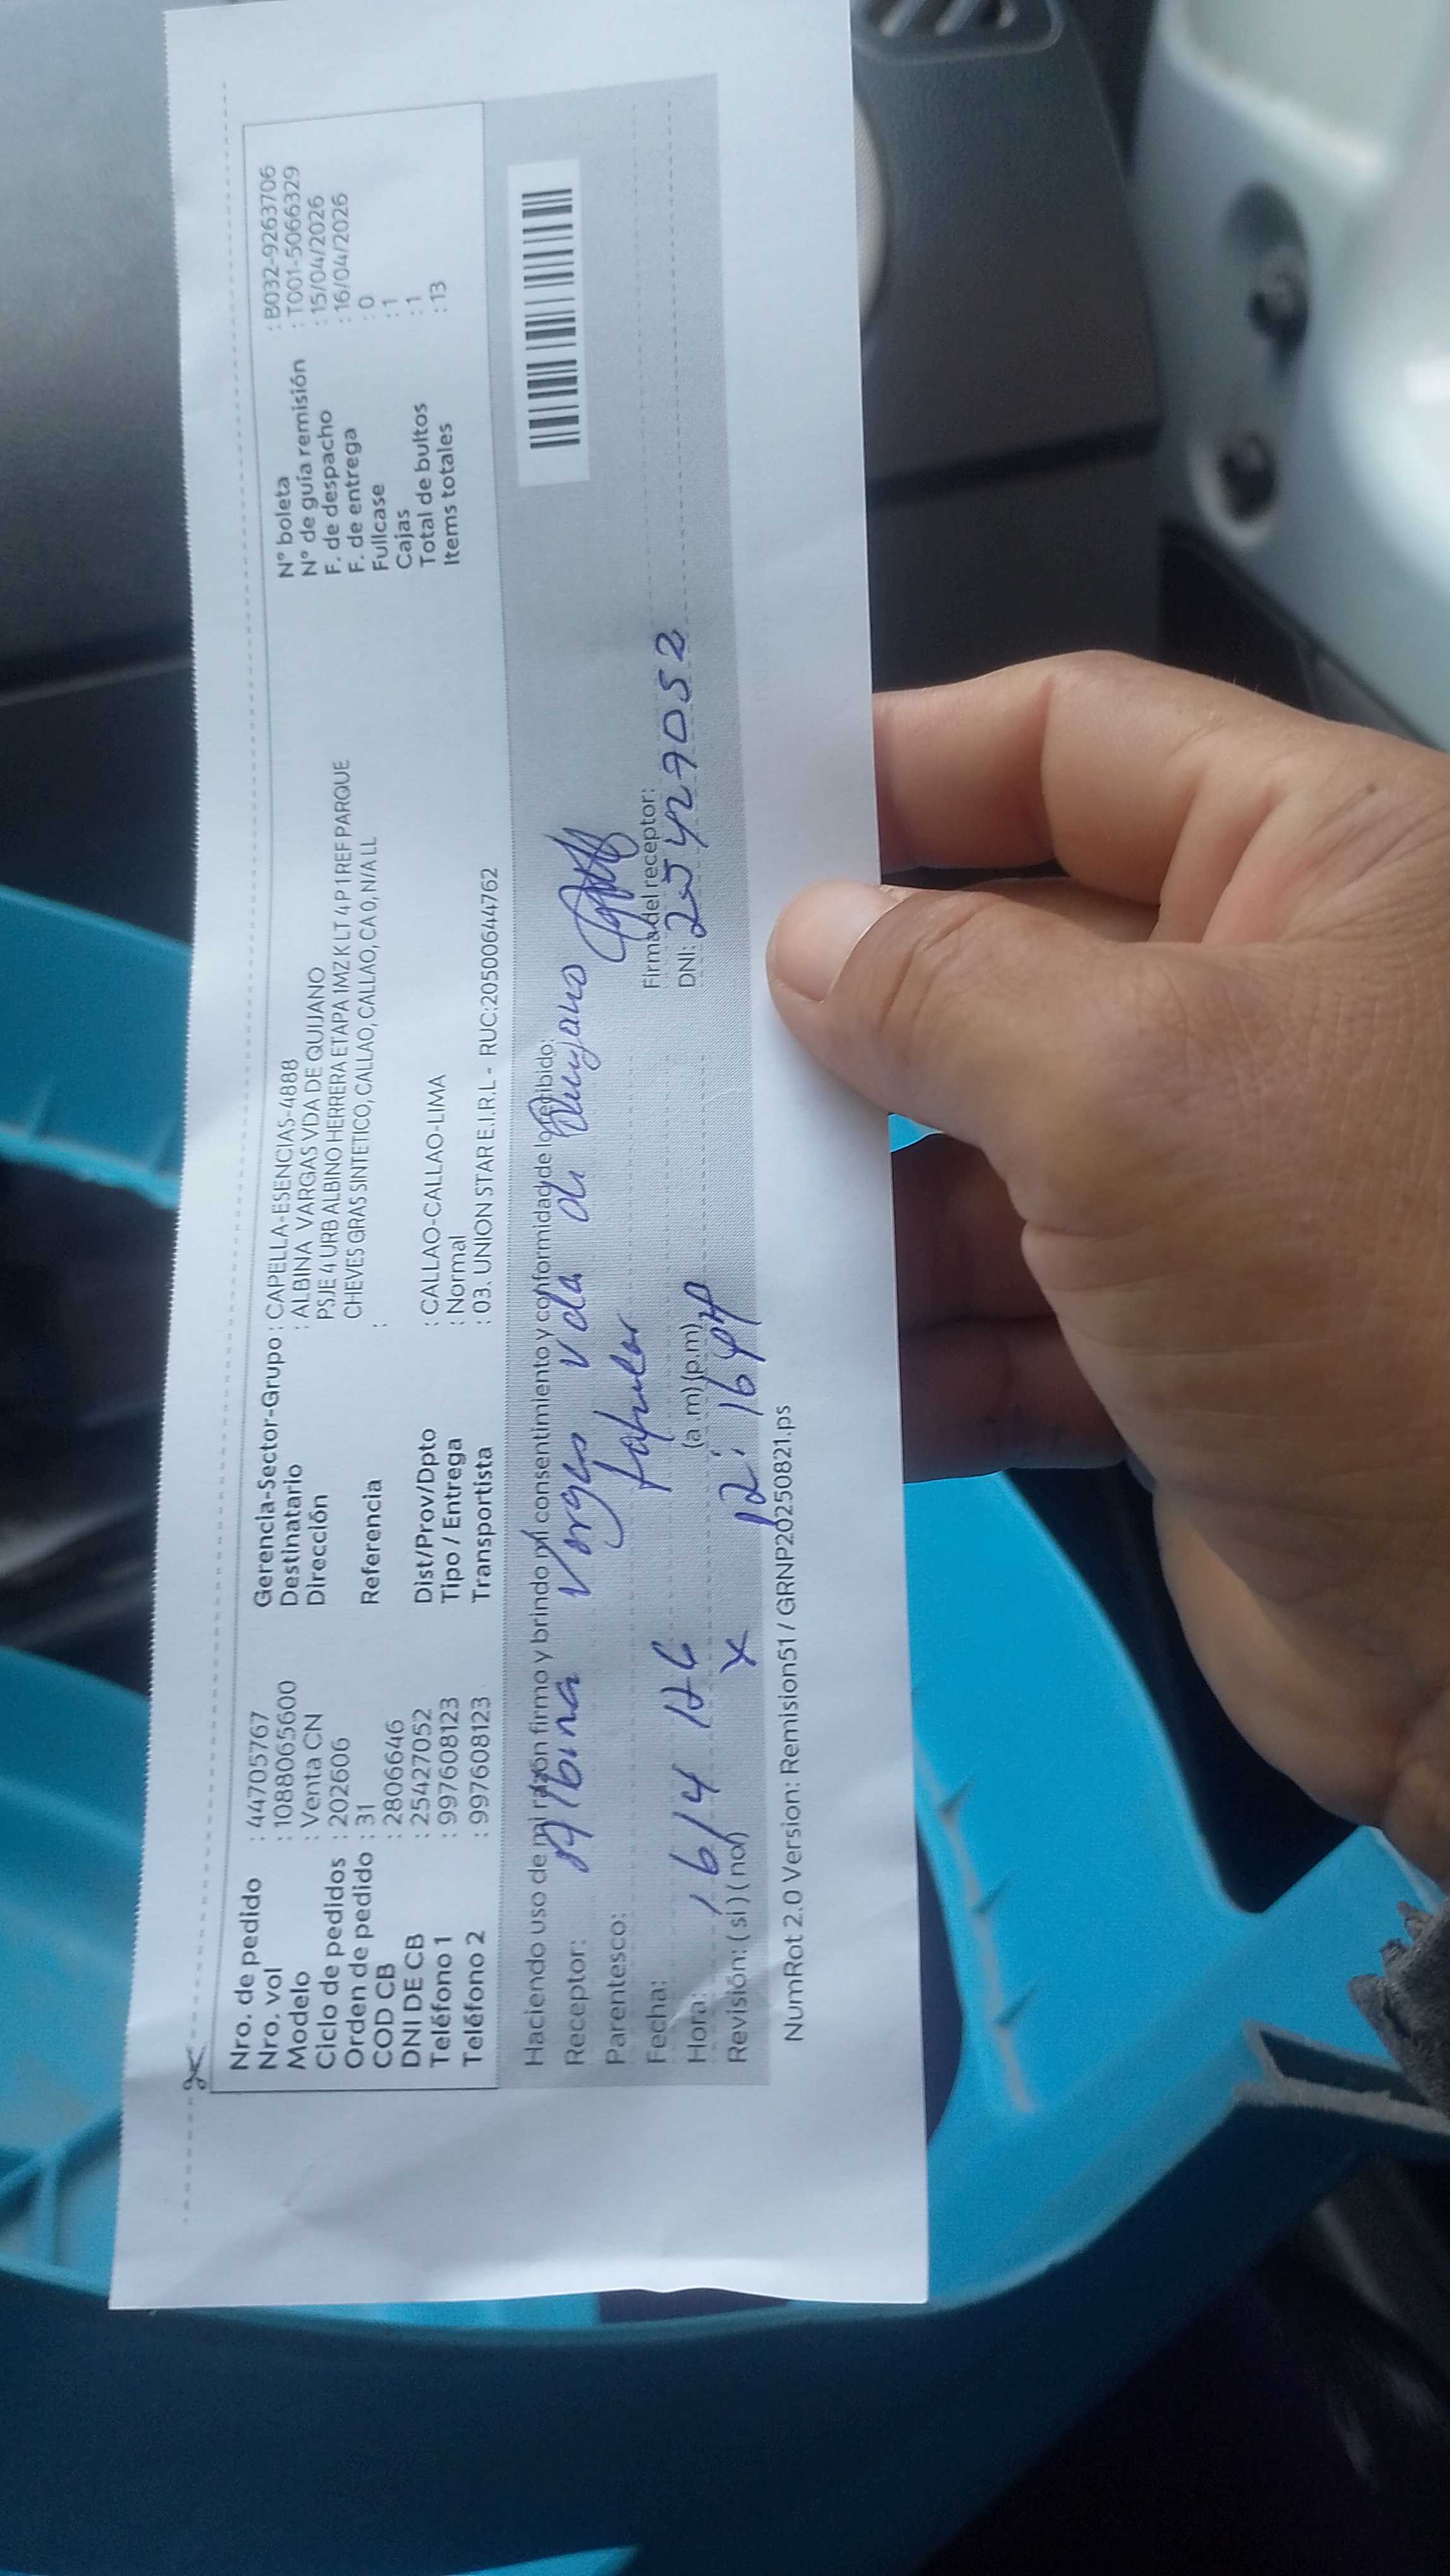 Nro. de pedido : 44705767
Nro. vol : 1088065600
Modelo : Venta CN
Ciclo de pedidos : 202606
Orden de pedido : 31
COD CB : 2806646
DNI DE CB : 25427052
Teléfono 1 : 997608123
Teléfono 2 : 997608123
Gerencia-Sector-Grupo : CAPELLA-ESENCIAS-4888
Destinatario : ALBINA VARGAS VDA DE QUIJANO
Dirección PSJE 4 URB ALBINO HERRERA ETAPA 1MZ K LT 4 P 1 REF PARQUE
CHEVES GRAS SINTETICO, CALLAO, CALLAO, CA 0, N/A LL
Referencia :
Dist/Prov/Dpto : CALLAO-CALLAO-LIMA
Tipo / Entrega : Normal
Transportista : 03. UNION STAR E.I.R.L - RUC:20500644762
N° boleta : B032-9263706
N° de guía remisión : T001-5066329
F. de despacho : 15/04/2026
F. de entrega : 16/04/2026
Fullcase : 0
Cajas : 1
Total de bultos : 1
Items totales : 13
Haciendo uso de mi razón firmo y brindo mi consentimiento y conformidad de lo recibido:
Receptor: Albina Vargas Vda de Quijano
Parentesco:
Fecha: 16/4
Hora: (a.m) (p.m) 12:16
Revisión: ( si ) ( no ) x
Firma del receptor:
DNI: 25427052
NumRot 2.0 Version: Remision51 / GRNP20250821.ps